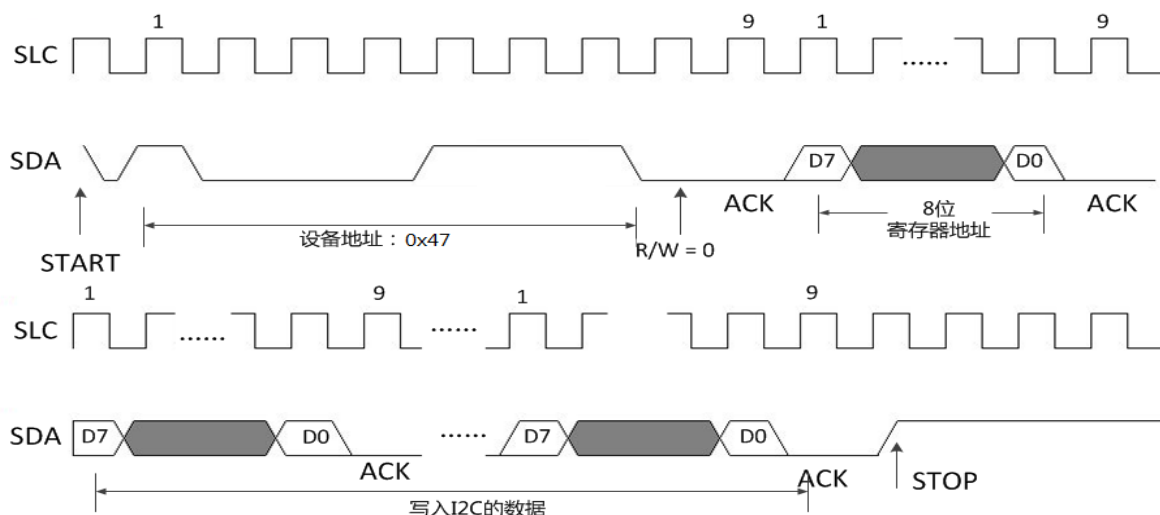 1 9 1 9
SLC ......
SDA D7 D0
ACK ACK
设备地址：0x47
8位
寄存器地址
START R/W = 0
1 9 1 9
SLC ...... ......
SDA D7 D0 ...... D7 D0
ACK ACK STOP
写入I2C的数据